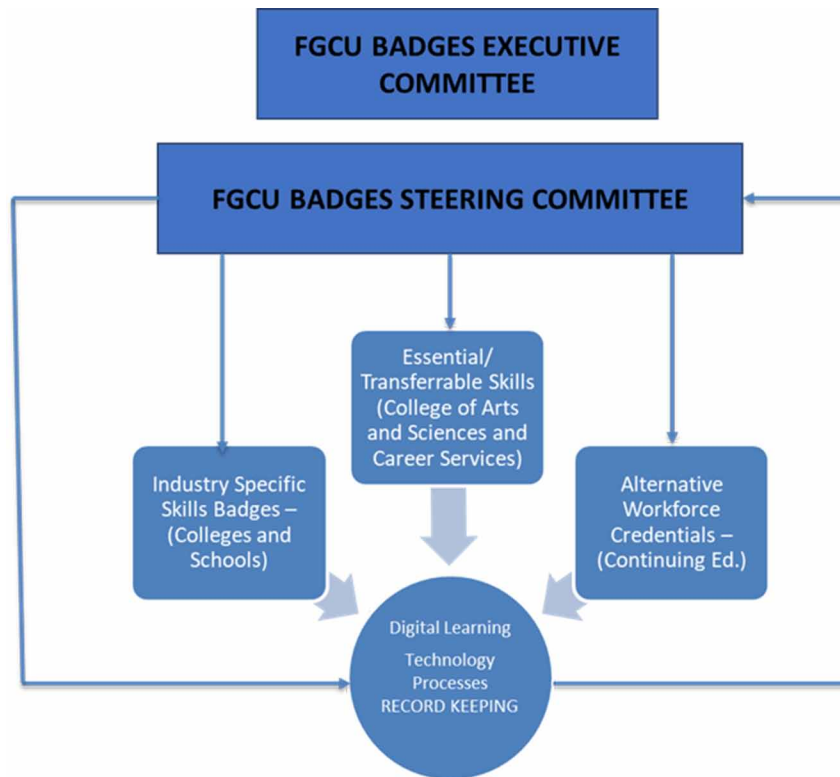 FGCU BADGES EXECUTIVE
COMMITTEE
FGCU BADGES STEERING COMMITTEE
Essential/
Transferrable Skills
(College of Arts
and Sciences and
Career Services)
Industry Specific
Skills Badges –
(Colleges and
Schools)
Alternative
Workforce
Credentials –
(Continuing Ed.)
Digital Learning
Technology
Processes
RECORD KEEPING